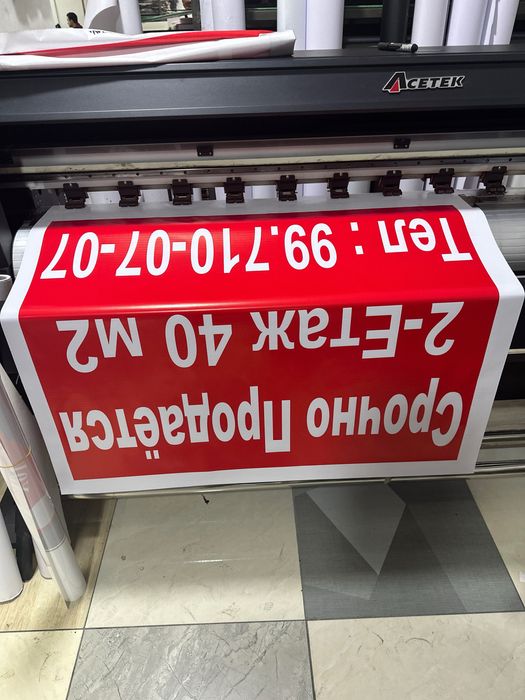 ACETEK
Срочно Продаётся
2-Етаж 40 м2
Тел : 99.710-07-07